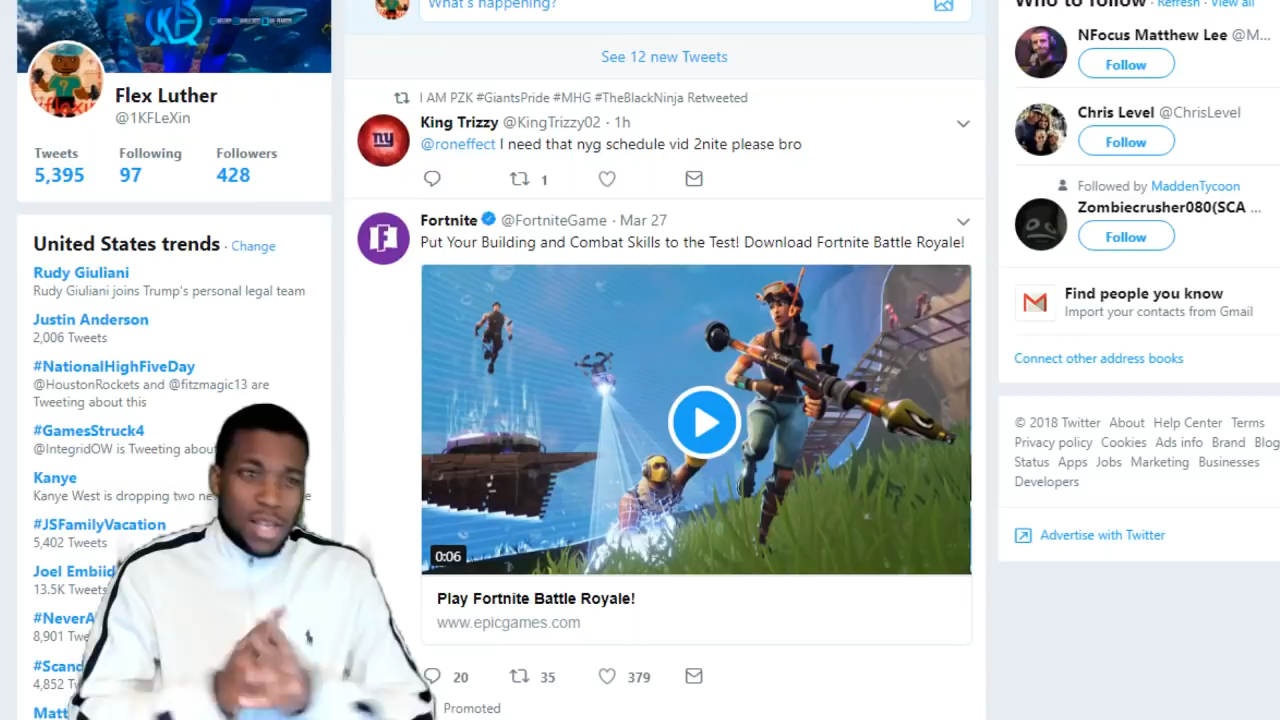 What's happening?
See 12 new Tweets
Flex Luther
@1KFLeXin
Tweets
Following
Followers
5,395
97
428
United States trends · Change
Rudy Giuliani
Rudy Giuliani joins Trump's personal legal team
Justin Anderson
2,006 Tweets
#NationalHighFiveDay
@HoustonRockets and @fitzmagic13 are
Tweeting about this
#GamesStruck4
@IntegridOW is Tweeting
Kanye
Kanye West is dropping two
#JSFamilyVacation
5,402 Tweets
Joel Embiid
13.5K Tweets
8,901
4,852
I AM PZK #GiantsPride #MHG #TheBlackNinja Retweeted
King Trizzy @KingTrizzy02 · 1h
@roneffect I need that nyg schedule vid 2nite please bro
1
ny
Fortnite @FortniteGame · Mar 27
Put Your Building and Combat Skills to the Test! Download Fortnite Battle Royale!
F
0:06
Play Fortnite Battle Royale!
www.epicgames.com
20
35
379
Promoted
Who to follow · Refresh · View all
NFocus Matthew Lee @M...
Follow
Chris Level @ChrisLevel
Follow
Followed by MaddenTycoon
Zombiecrusher080(SCA ...
Follow
Find people you know
Import your contacts from Gmail
Connect other address books
© 2018 Twitter About Help Center Terms
Privacy policy Cookies Ads info Brand Blog
Status Apps Jobs Marketing Businesses
Developers
Advertise with Twitter